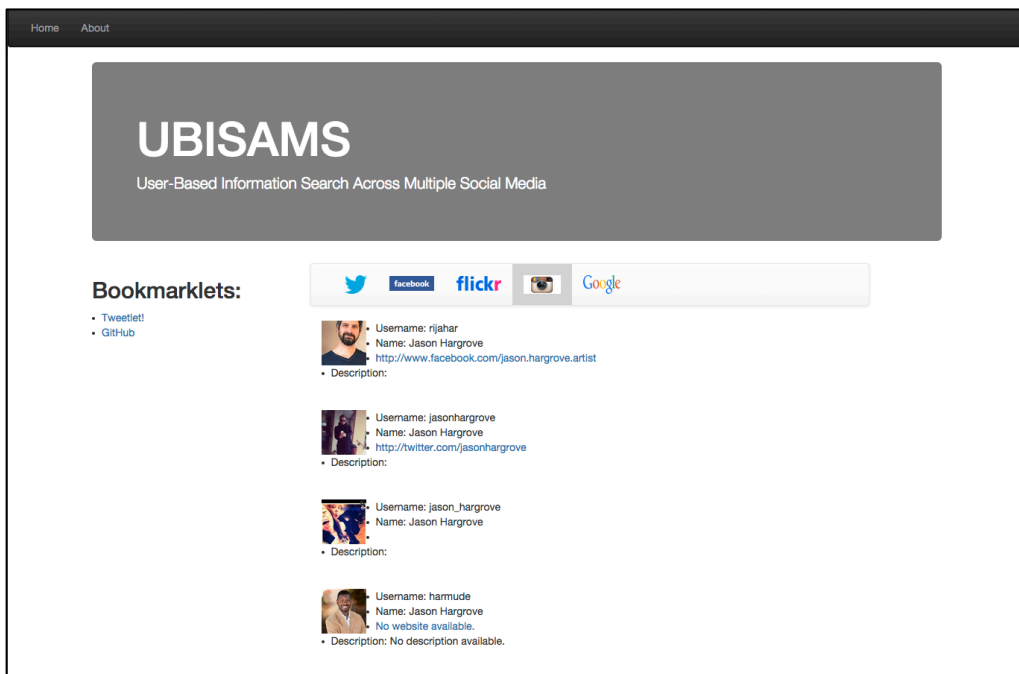 Home About
UBISAMS
User-Based Information Search Across Multiple Social Media
Bookmarklets:
Tweetlet!
GitHub
facebook flickr Google
Username: rijahar
Name: Jason Hargrove
http://www.facebook.com/jason.hargrove.artist
Description:
Username: jasonhargrove
Name: Jason Hargrove
http://twitter.com/jasonhargrove
Description:
Username: jason_hargrove
Name: Jason Hargrove
Description:
Username: harmude
Name: Jason Hargrove
No website available.
Description: No description available.